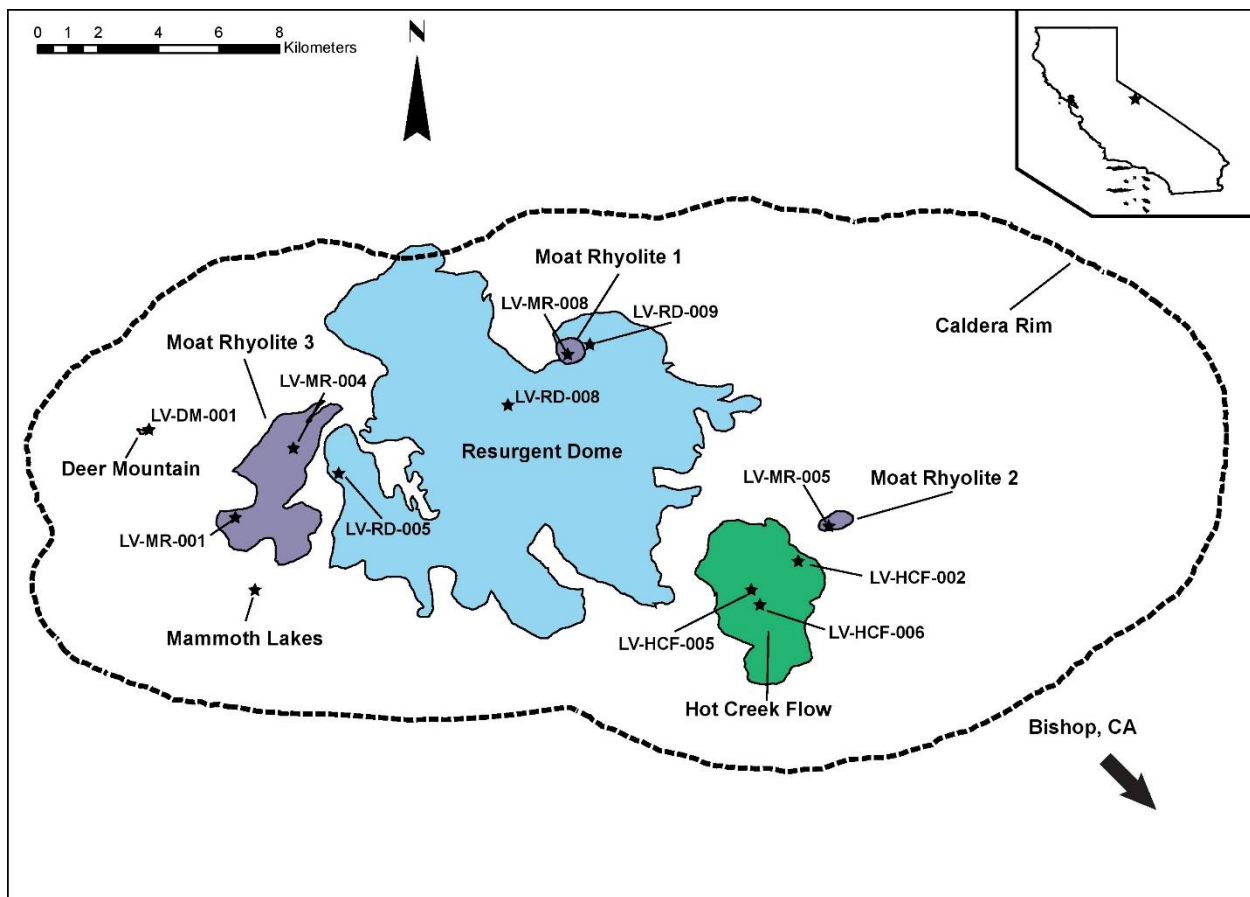 0 2 4 6 8
Kilometers
N
Moat Rhyolite 1
LV-MR-008
LV-RD-009
Caldera Rim
Moat Rhyolite 3
LV-MR-004
LV-DM-001
LV-RD-008
Deer Mountain
Resurgent Dome
LV-MR-005
Moat Rhyolite 2
LV-MR-001
LV-RD-005
LV-HCF-002
Mammoth Lakes
LV-HCF-006
LV-HCF-005
Hot Creek Flow
Bishop, CA